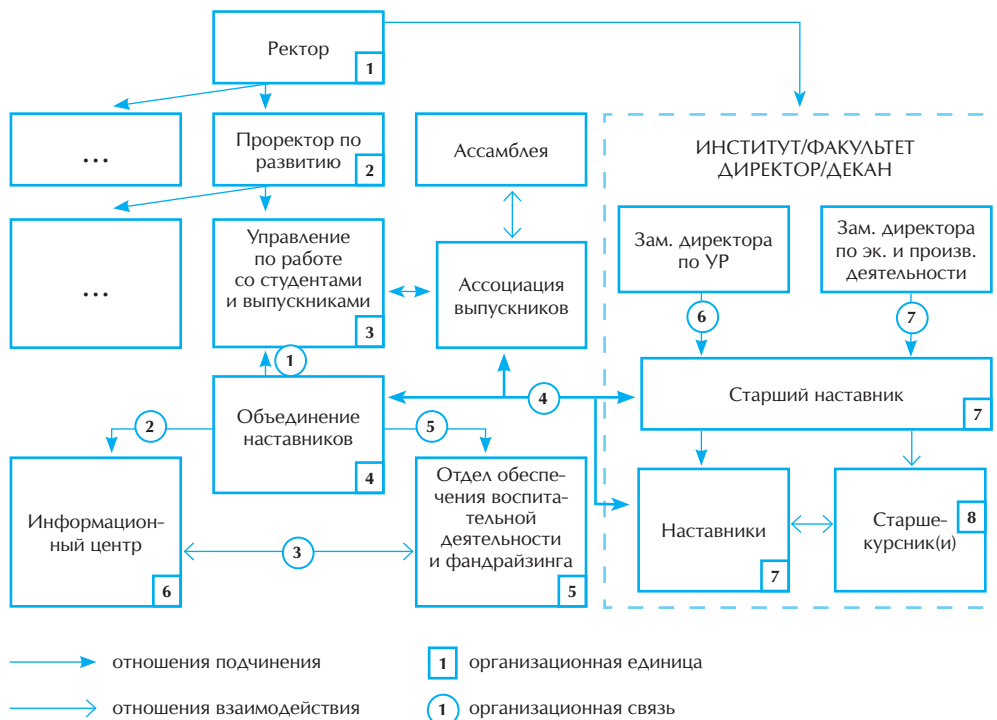 Ректор
1
...
Проректор по
развитию
2
Ассамблея
ИНСТИТУТ/ФАКУЛЬТЕТ
ДИРЕКТОР/ДЕКАН
...
Управление
по работе
со студентами
и выпускниками
3
Ассоциация
выпускников
Зам. директора
по УР
Зам. директора
по эк. и произв.
деятельности
6
7
1
Объединение
наставников
4
2
5
4
Старший наставник
7
Информацион-
ный центр
6
3
Отдел обеспе-
чения воспита-
тельной
деятельности
и фандрайзинга
5
Наставники
7
Старше-
курсник(и)
8
отношения подчинения
1 организационная единица
отношения взаимодействия
1 организационная связь